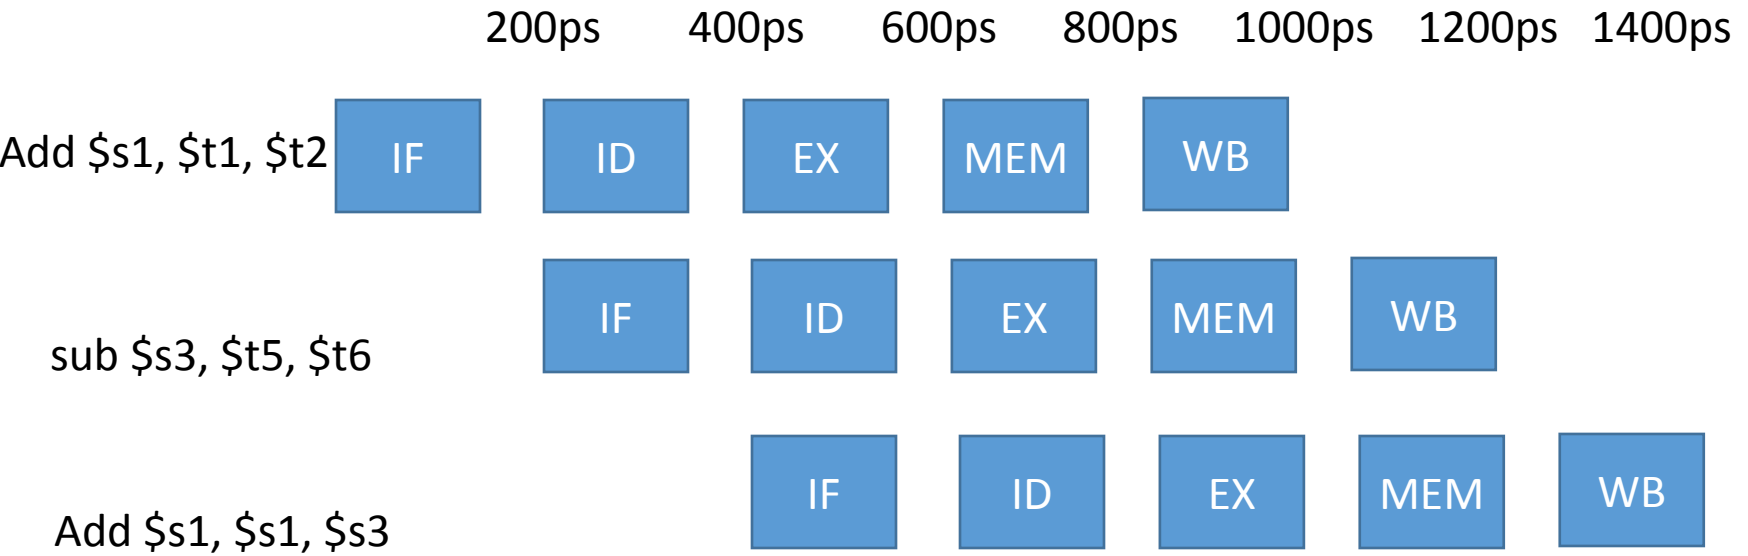 200ps 400ps 600ps 800ps 1000ps 1200ps 1400ps
Add $s1, $t1, $t2 IF ID EX MEM WB
sub $s3, $t5, $t6 IF ID EX MEM WB
Add $s1, $s1, $s3 IF ID EX MEM WB